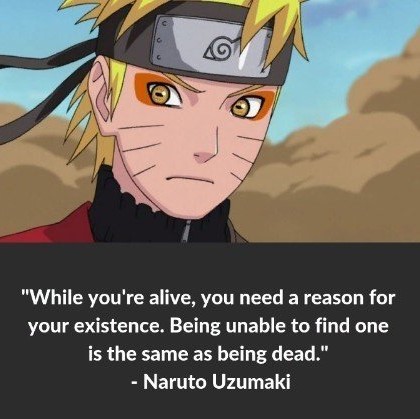 "While you're alive, you need a reason for
your existence. Being unable to find one
is the same as being dead."
- Naruto Uzumaki